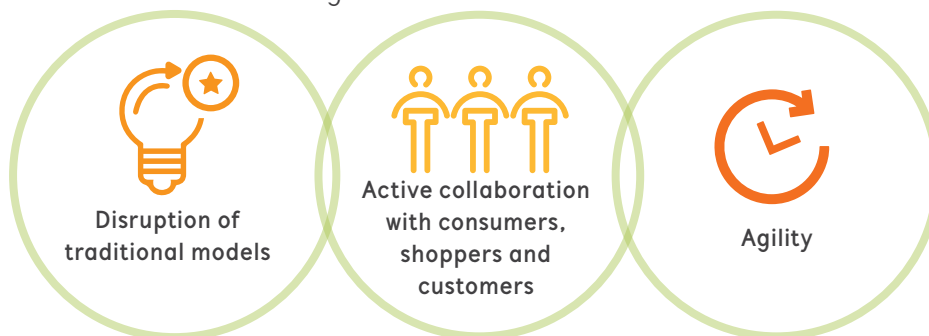 Disruption of
traditional models
Active collaboration
with consumers,
shoppers and
customers
Agility